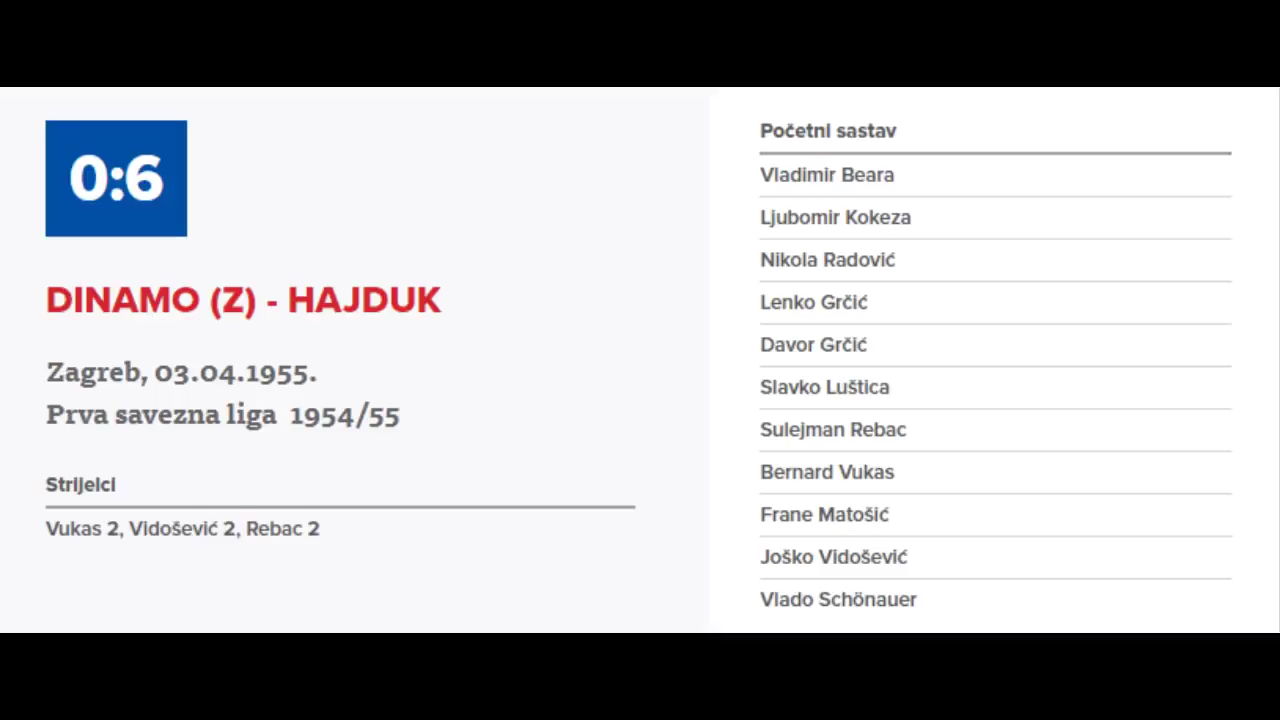 0:6
DINAMO (Z) - HAJDUK
Zagreb, 03.04.1955.
Prva savezna liga 1954/55
Strijelci
Vukas 2, Vidošević 2, Rebac 2
Početni sastav
Vladimir Beara
Ljubomir Kokeza
Nikola Radović
Lenko Grčić
Davor Grčić
Slavko Luštica
Sulejman Rebac
Bernard Vukas
Frane Matošić
Joško Vidošević
Vlado Schönauer